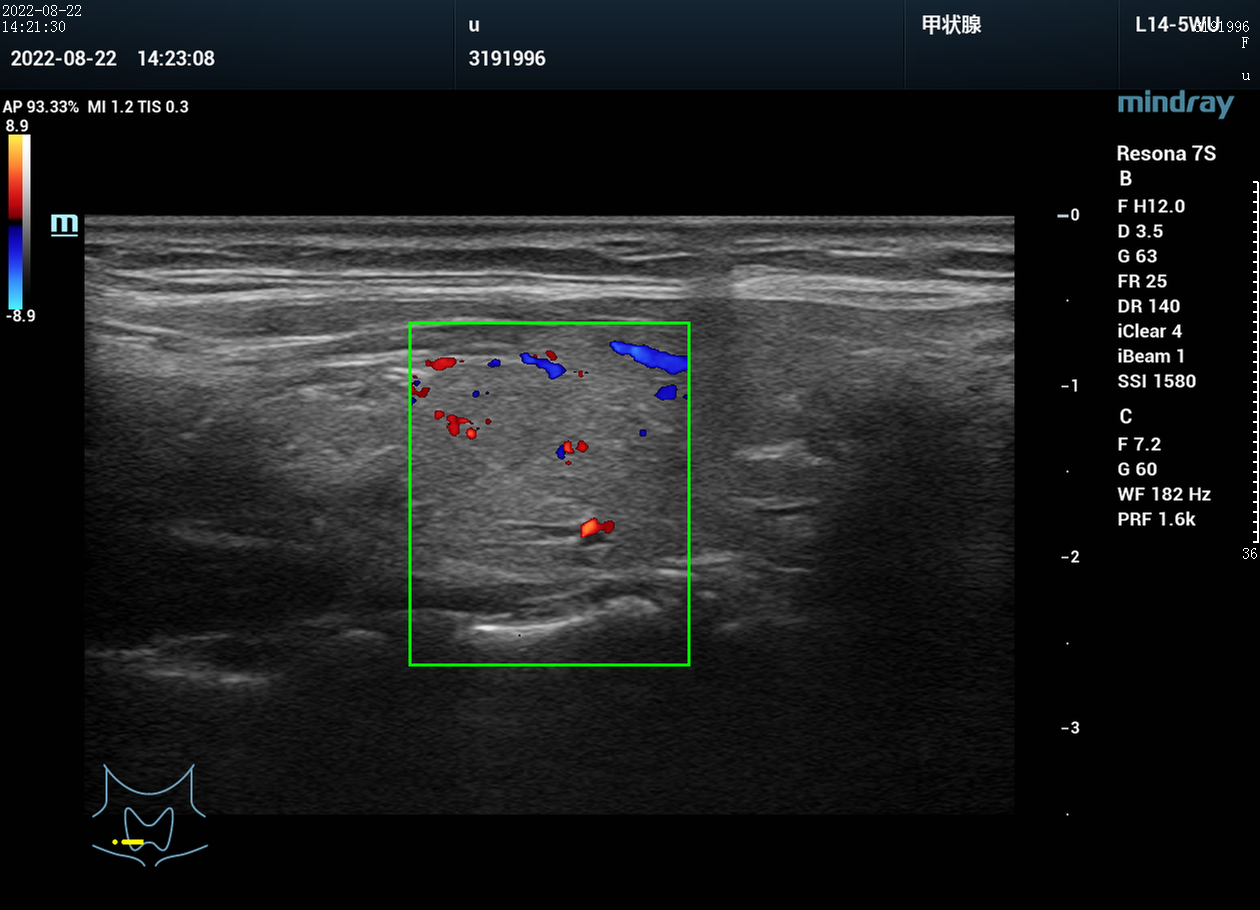 2022-08-22
14:21:30
2022-08-22 14:23:08
u
3191996
甲状腺
L14-5WU
3191996
F
u
AP 93.33% MI 1.2 TIS 0.3
8.9
-8.9
m
mindray
Resona 7S
B
F H12.0
D 3.5
G 63
FR 25
DR 140
iClear 4
iBeam 1
SSI 1580
C
F 7.2
G 60
WF 182 Hz
PRF 1.6k
0
-1
-2
-3
36